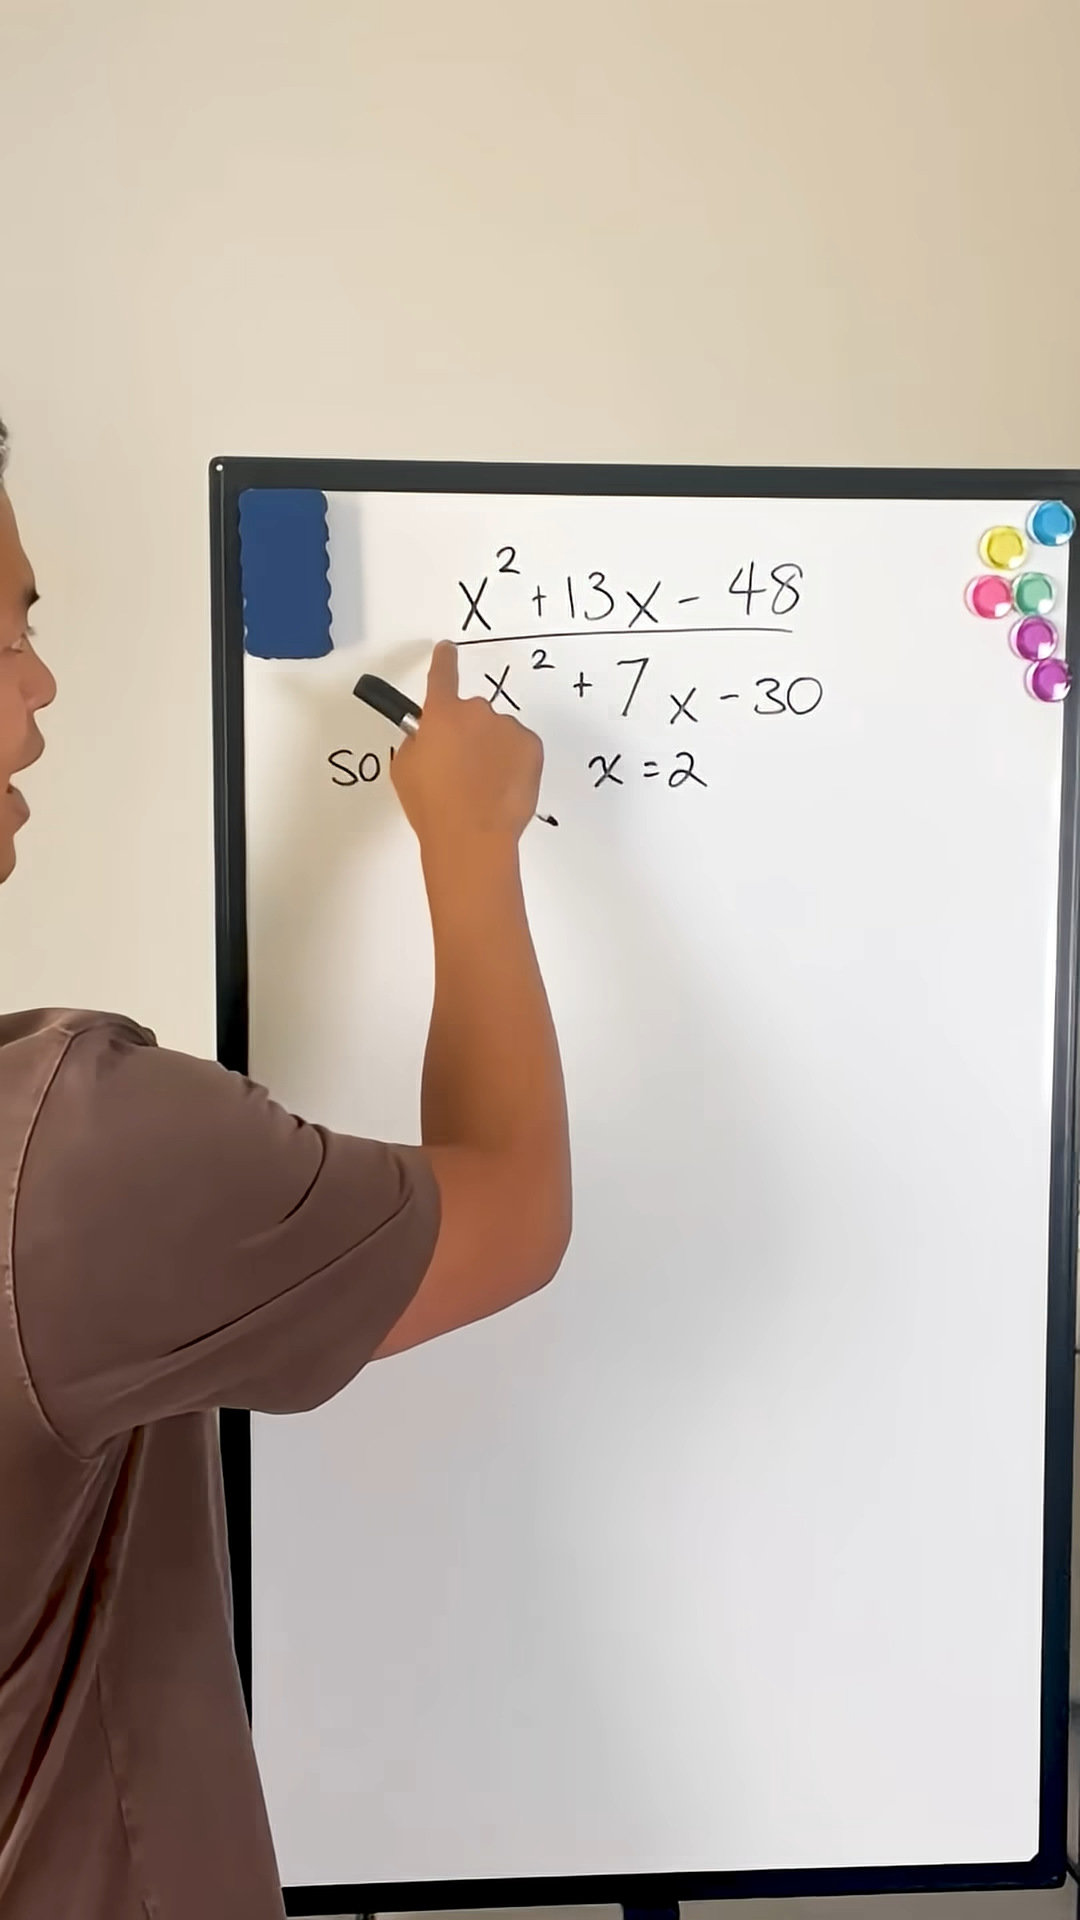 x² + 13x - 48
x² + 7x - 30
x = 2